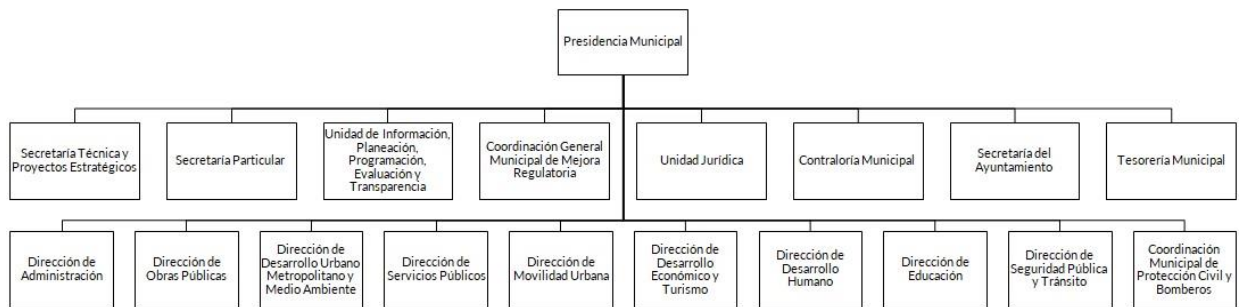 Presidencia Municipal
Secretaría Técnica y
Proyectos Estratégicos
Secretaría Particular
Unidad de Información,
Planeación,
Programación,
Evaluación y
Transparencia
Coordinación General
Municipal de Mejora
Regulatoria
Unidad Jurídica
Contraloría Municipal
Secretaría del
Ayuntamiento
Tesorería Municipal
Dirección de
Administración
Dirección de
Obras Públicas
Dirección de
Desarrollo Urbano
Metropolitano y
Medio Ambiente
Dirección de
Servicios Públicos
Dirección de
Movilidad Urbana
Dirección de
Desarrollo
Económico y
Turismo
Dirección de
Desarrollo
Humano
Dirección de
Educación
Dirección de
Seguridad Pública
y Tránsito
Coordinación
Municipal de
Protección Civil y
Bomberos